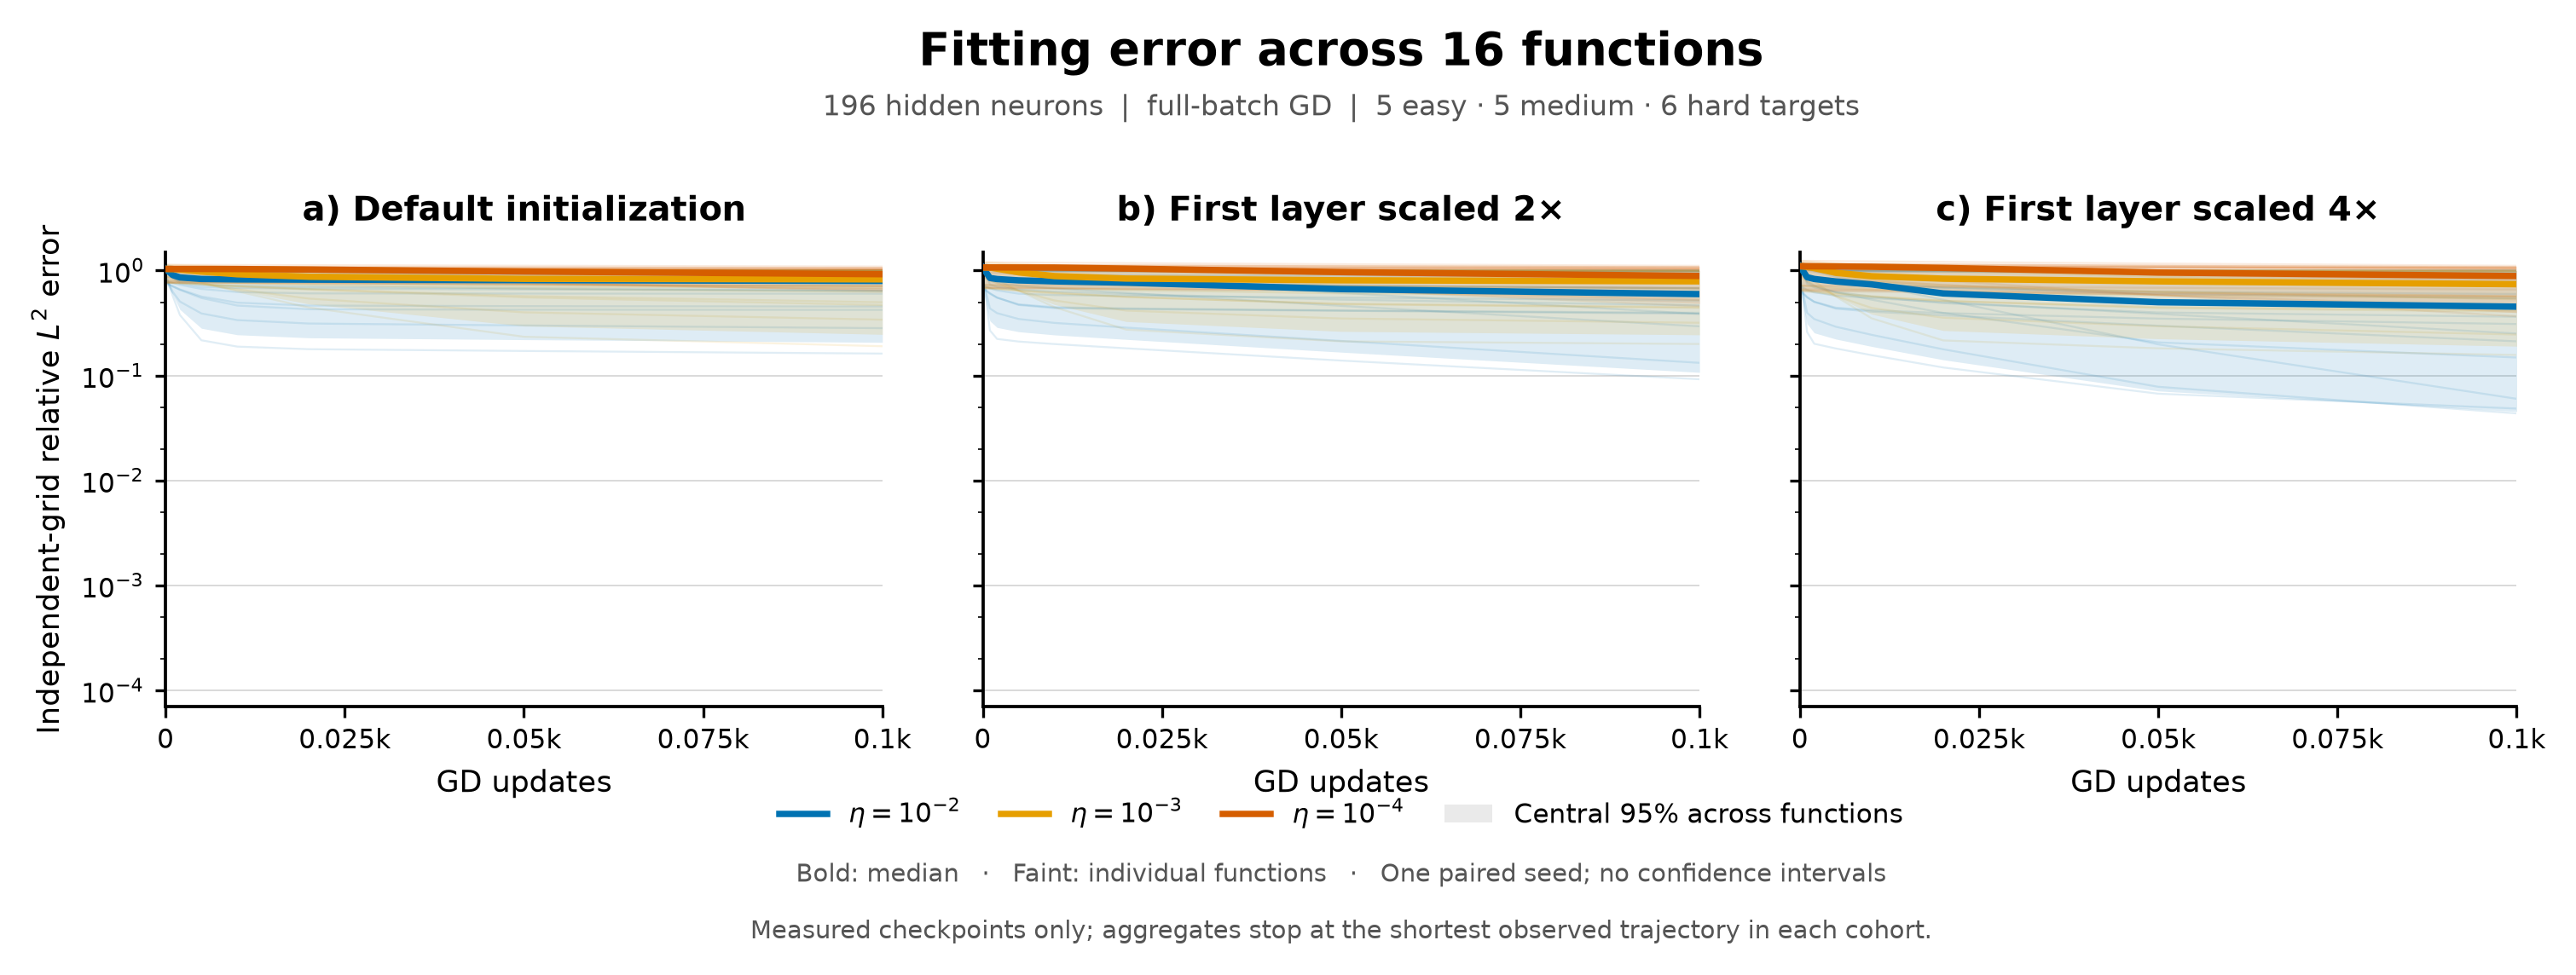 Fitting error across 16 functions
196 hidden neurons | full-batch GD | 5 easy · 5 medium · 6 hard targets
a) Default initialization
b) First layer scaled 2×
c) First layer scaled 4×
Independent-grid relative L² error
10⁰
10⁻¹
10⁻²
10⁻³
10⁻⁴
0 0.025k 0.05k 0.075k 0.1k
0 0.025k 0.05k 0.075k 0.1k
0 0.025k 0.05k 0.075k 0.1k
GD updates
GD updates
GD updates
η = 10⁻² η = 10⁻³ η = 10⁻⁴ Central 95% across functions
Bold: median · Faint: individual functions · One paired seed; no confidence intervals
Measured checkpoints only; aggregates stop at the shortest observed trajectory in each cohort.